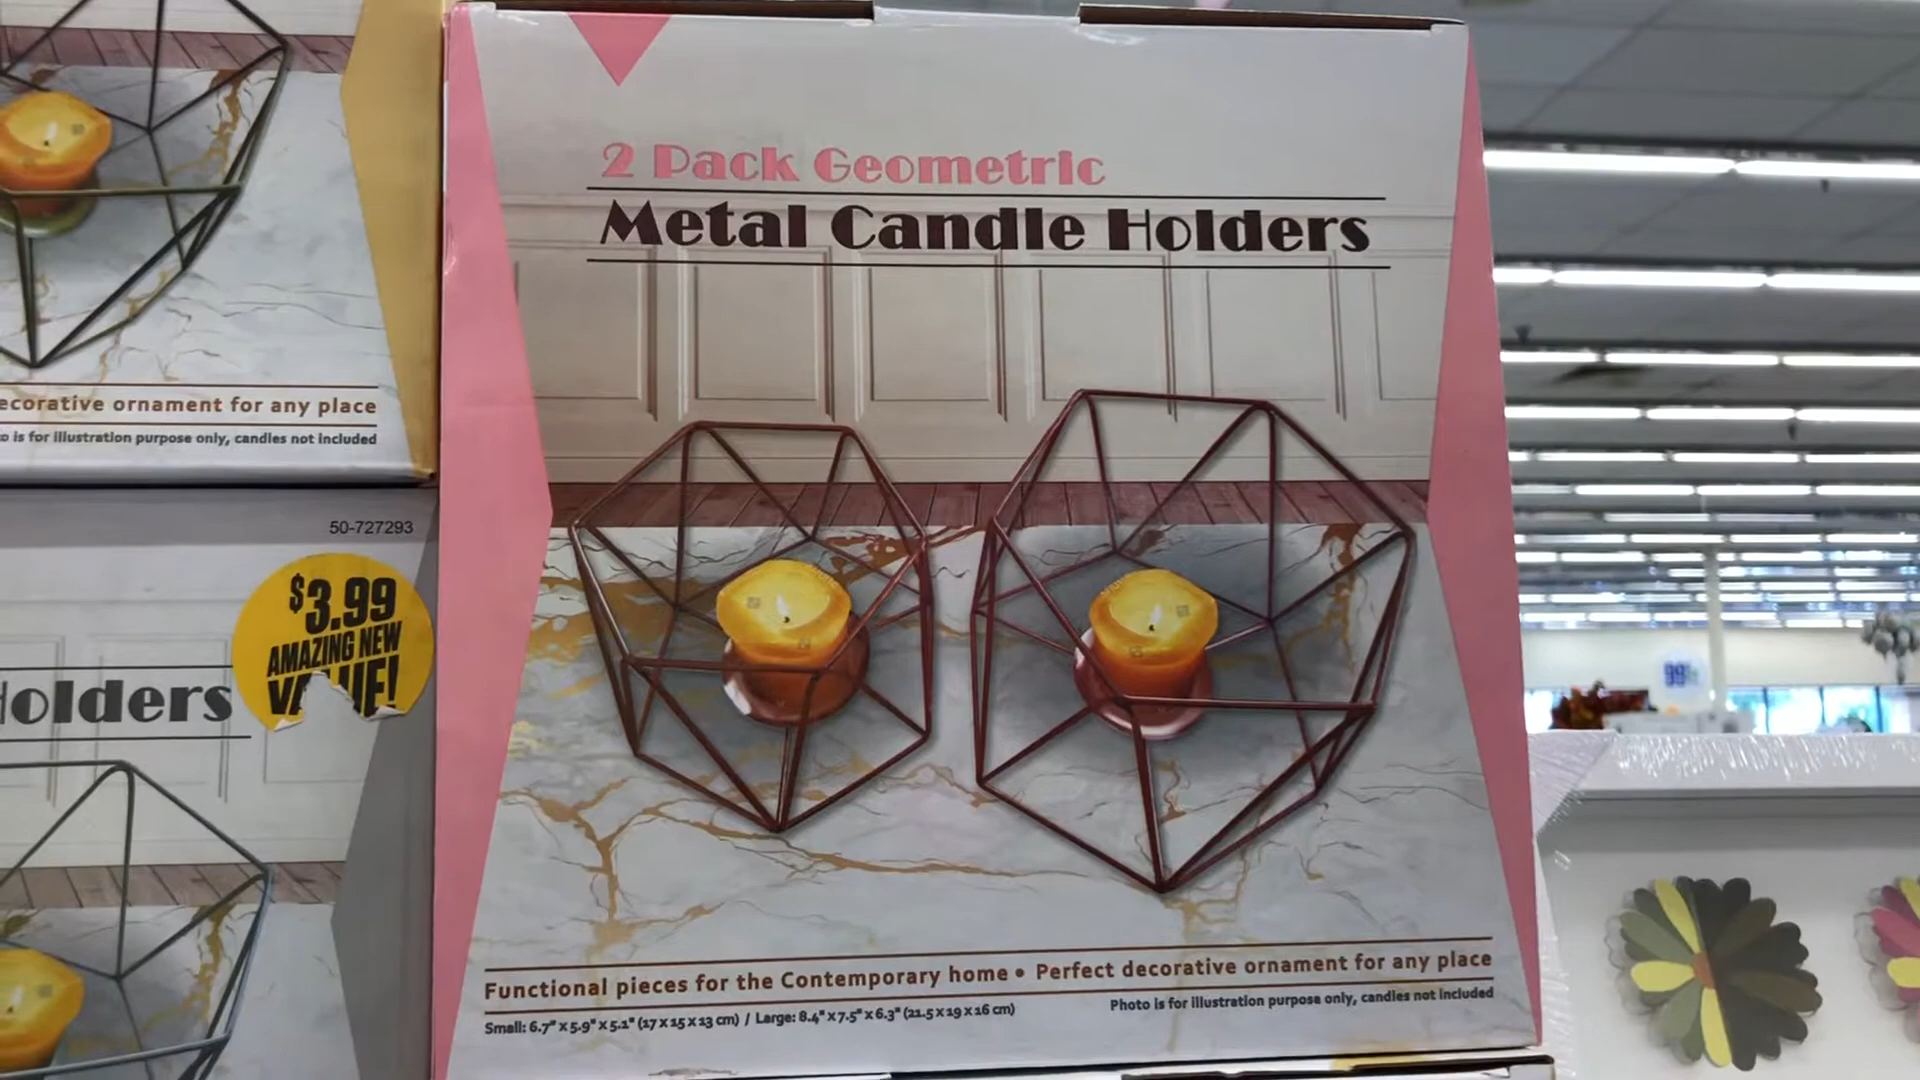 2 Pack Geometric
Metal Candle Holders
Functional pieces for the Contemporary home • Perfect decorative ornament for any place
Small: 6.7" x 5.9" x 5.1" (17 x 15 x 13 cm) / Large: 8.4" x 7.5" x 6.3" (21.5 x 19 x 16 cm)
Photo is for illustration purpose only, candles not included
ecorative ornament for any place
o is for illustration purpose only, candles not included
50-727293
$3.99
AMAZING NEW
VALUE!
Holders
99¢